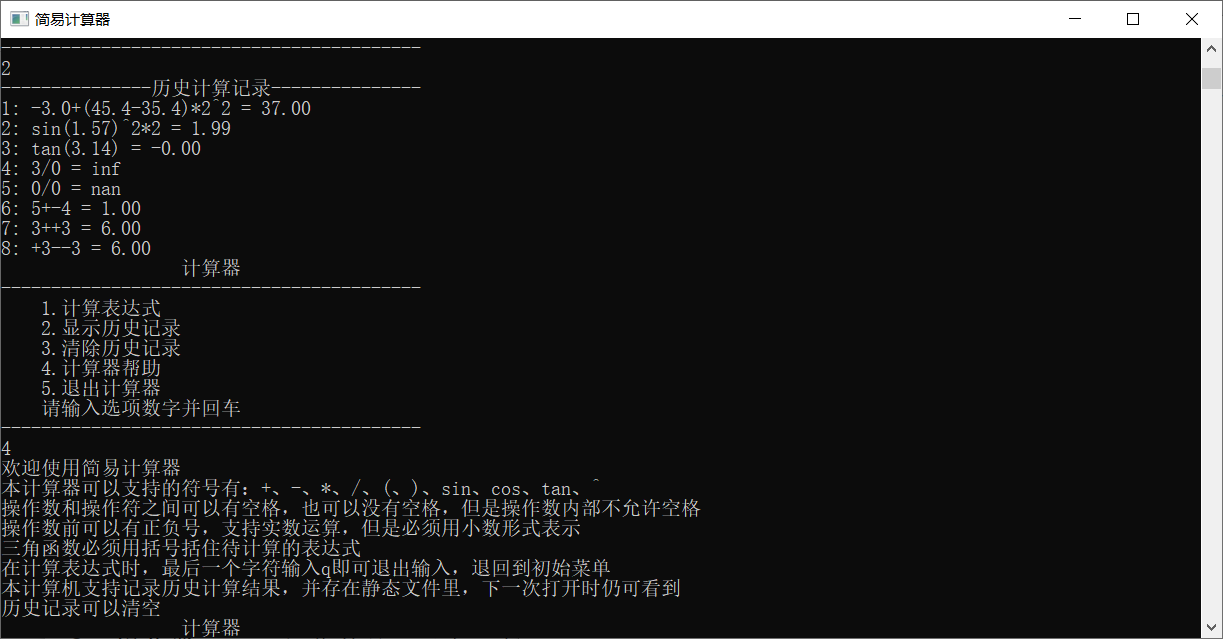 简易计算器
------------------------------------------
2
---------------历史计算记录---------------
1: -3.0+(45.4-35.4)*2^2 = 37.00
2: sin(1.57)^2*2 = 1.99
3: tan(3.14) = -0.00
4: 3/0 = inf
5: 0/0 = nan
6: 5+-4 = 1.00
7: 3++3 = 6.00
8: +3--3 = 6.00
计算器
------------------------------------------
1.计算表达式
2.显示历史记录
3.清除历史记录
4.计算器帮助
5.退出计算器
请输入选项数字并回车
------------------------------------------
4
欢迎使用简易计算器
本计算器可以支持的符号有：+、-、*、/、(、)、sin、cos、tan、^
操作数和操作符之间可以有空格，也可以没有空格，但是操作数内部不允许空格
操作数前可以有正负号，支持实数运算，但是必须用小数形式表示
三角函数必须用括号括住待计算的表达式
在计算表达式时，最后一个字符输入q即可退出输入，退回到初始菜单
本计算机支持记录历史计算结果，并存在静态文件里，下一次打开时仍可看到
历史记录可以清空
计算器